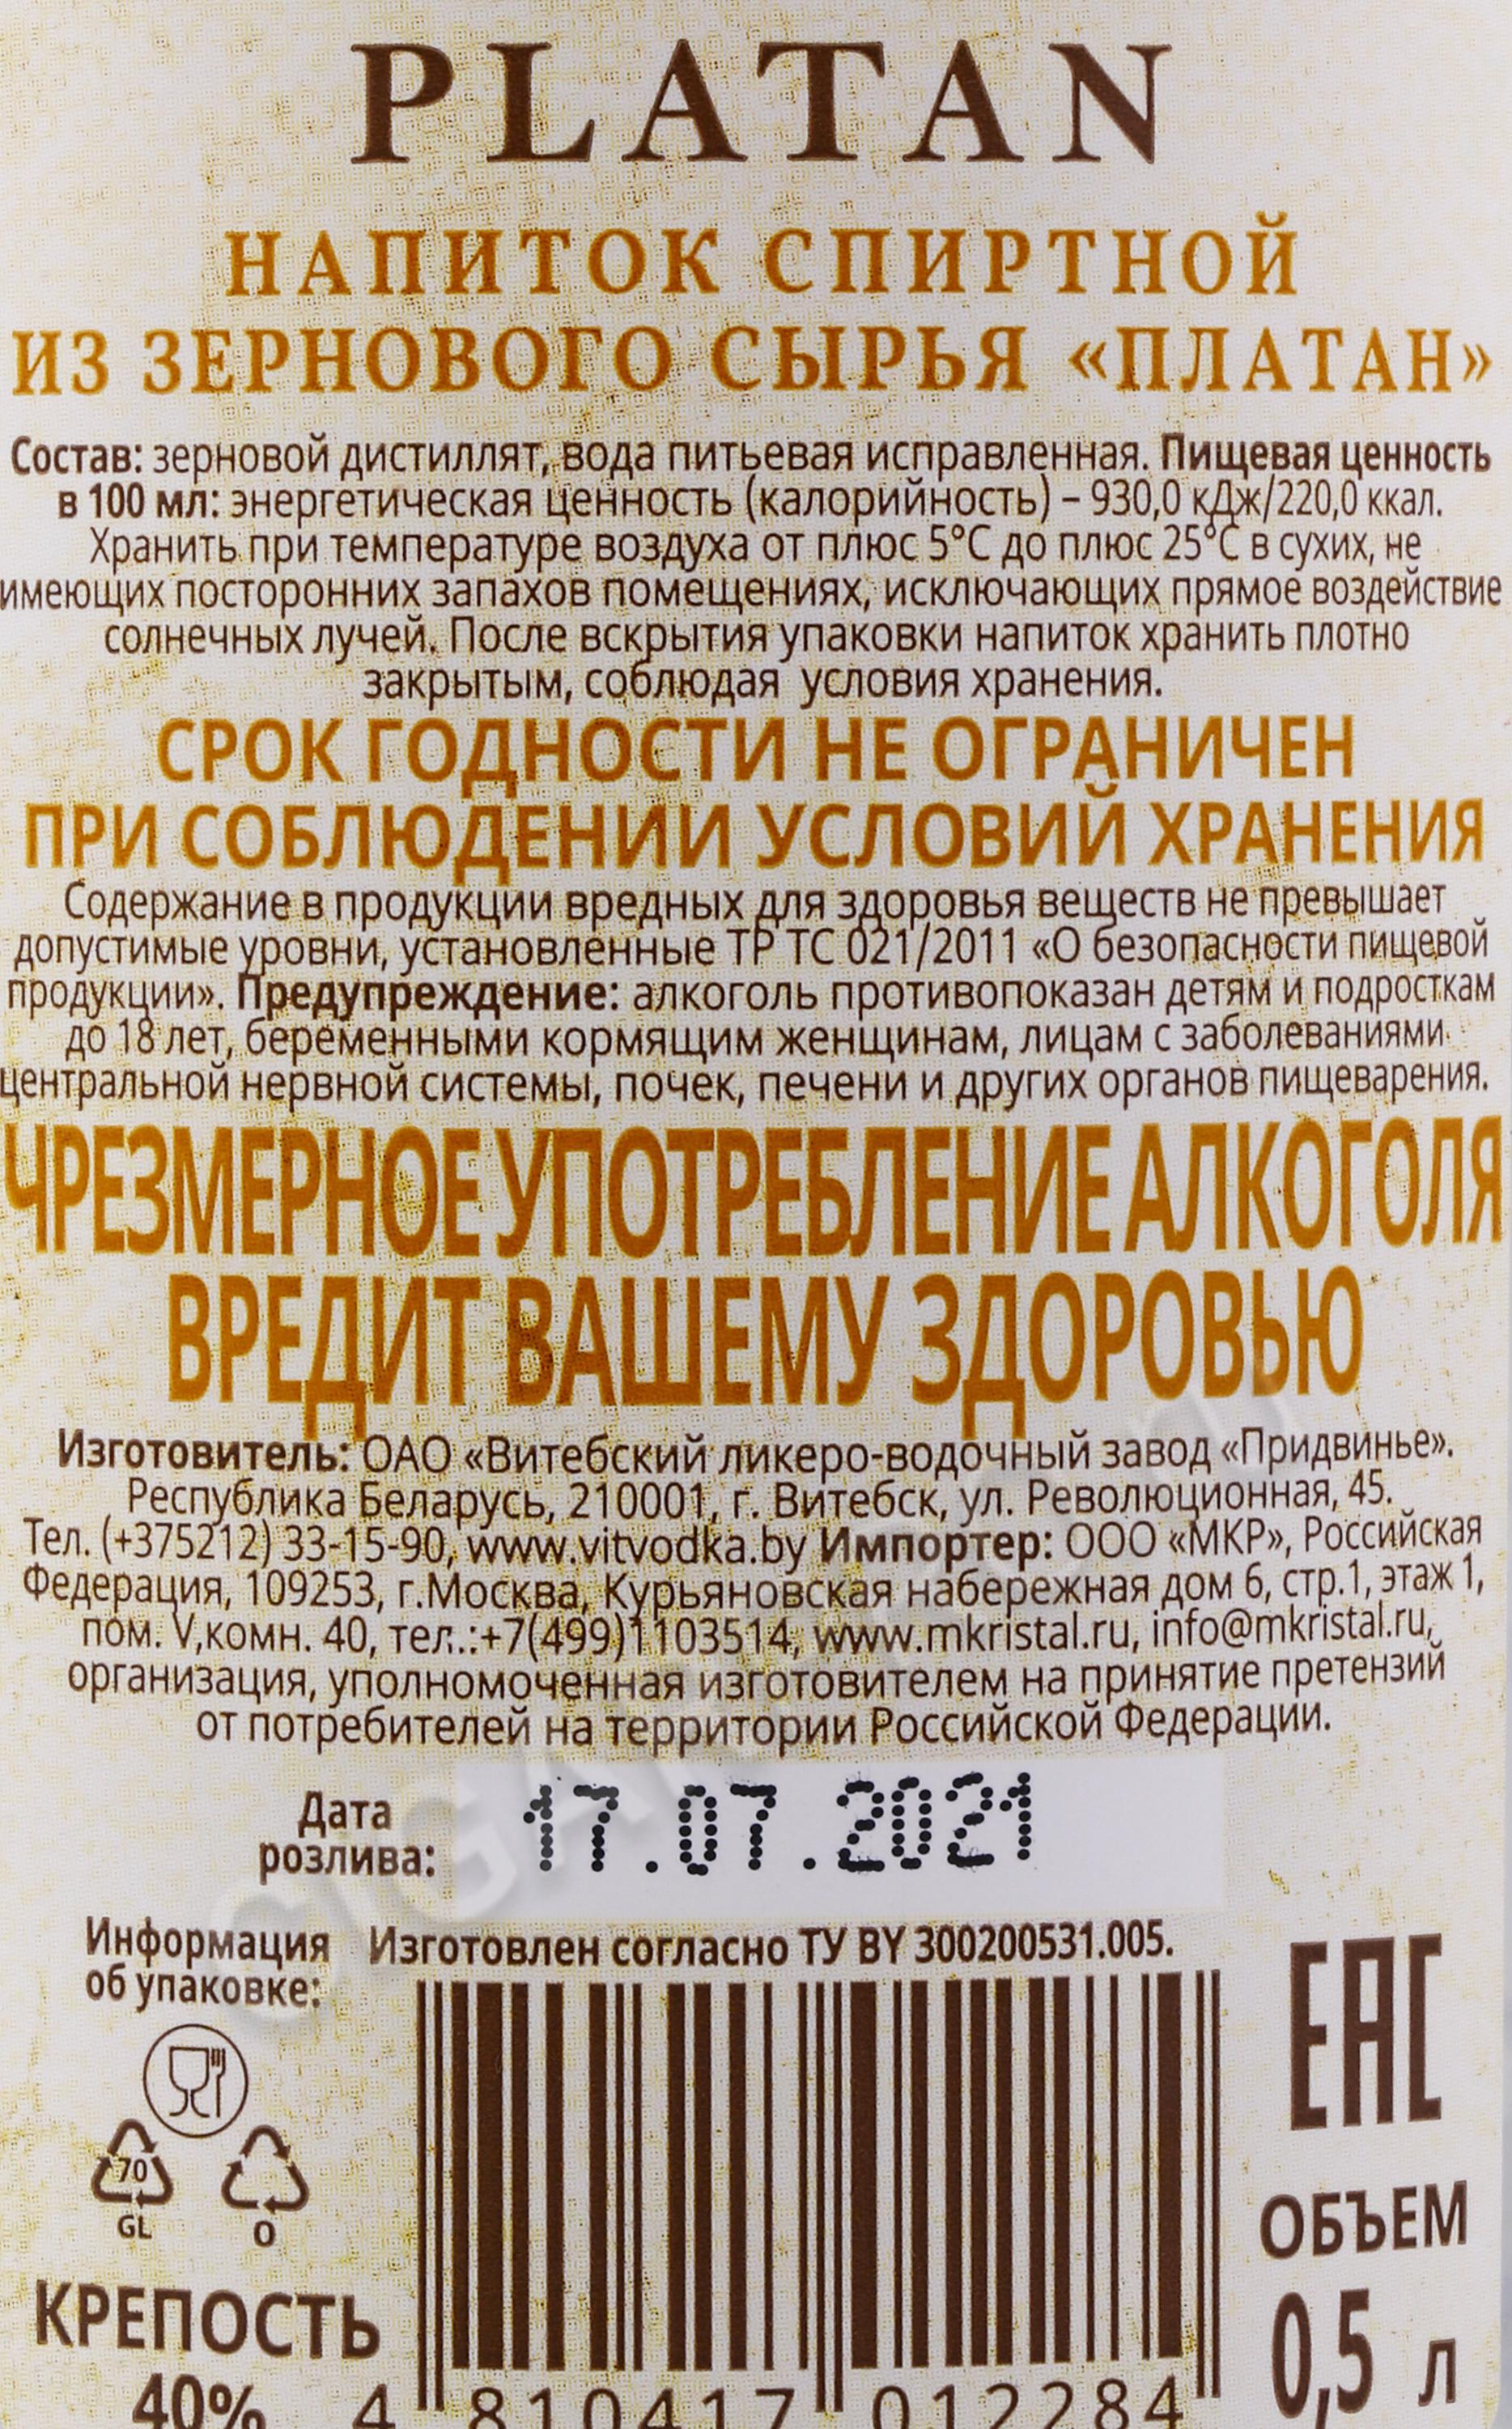 PLATAN
НАПИТОК СПИРТНОЙ
ИЗ ЗЕРНОВОГО СЫРЬЯ «ПЛАТАН»
Состав: зерновой дистиллят, вода питьевая исправленная. Пищевая ценность
в 100 мл: энергетическая ценность (калорийность) – 930,0 кДж/220,0 ккал.
Хранить при температуре воздуха от плюс 5°С до плюс 25°С в сухих, не
имеющих посторонних запахов помещениях, исключающих прямое воздействие
солнечных лучей. После вскрытия упаковки напиток хранить плотно
закрытым, соблюдая условия хранения.
СРОК ГОДНОСТИ НЕ ОГРАНИЧЕН
ПРИ СОБЛЮДЕНИИ УСЛОВИЙ ХРАНЕНИЯ
Содержание в продукции вредных для здоровья веществ не превышает
допустимые уровни, установленные ТР ТС 021/2011 «О безопасности пищевой
продукции». Предупреждение: алкоголь противопоказан детям и подросткам
до 18 лет, беременными кормящим женщинам, лицам с заболеваниями
центральной нервной системы, почек, печени и других органов пищеварения.
ЧРЕЗМЕРНОЕ УПОТРЕБЛЕНИЕ АЛКОГОЛЯ
ВРЕДИТ ВАШЕМУ ЗДОРОВЬЮ
Изготовитель: ОАО «Витебский ликеро-водочный завод «Придвинье».
Республика Беларусь, 210001, г. Витебск, ул. Революционная, 45.
Тел. (+375212) 33-15-90, www.vitvodka.by Импортер: ООО «МКР», Российская
Федерация, 109253, г.Москва, Курьяновская набережная дом 6, стр.1, этаж 1,
пом. V,комн. 40, тел.:+7(499)1103514, www.mkristal.ru, info@mkristal.ru,
организация, уполномоченная изготовителем на принятие претензий
от потребителей на территории Российской Федерации.
Дата
розлива: 17.07.2021
Информация
об упаковке:
Изготовлен согласно ТУ BY 300200531.005.
EAC
70
GL
O
ОБЪЕМ
0,5 л
КРЕПОСТЬ
40%
4 810417 012284